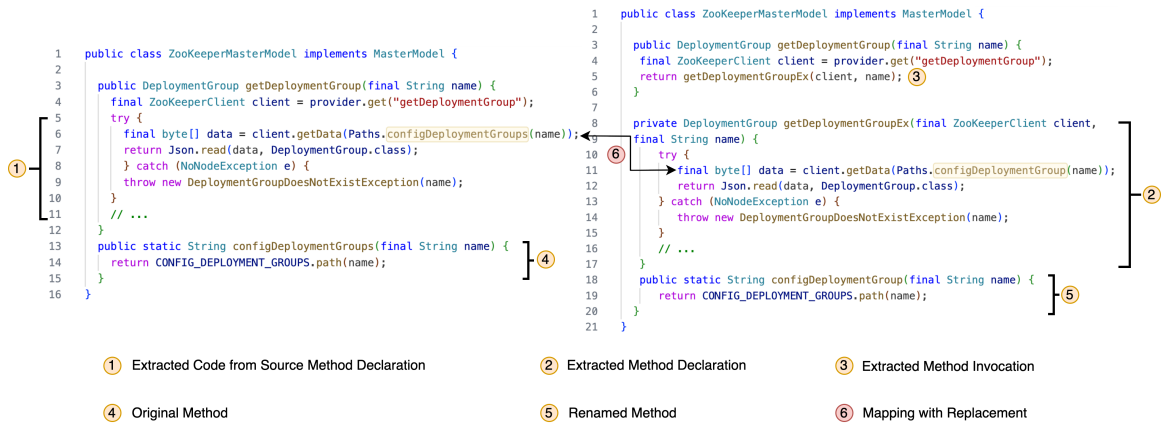 1 public class ZooKeeperMasterModel implements MasterModel {
2
3 public DeploymentGroup getDeploymentGroup(final String name) {
4 final ZooKeeperClient client = provider.get("getDeploymentGroup");
5 try {
6 final byte[] data = client.getData(Paths.configDeploymentGroups(name));
7 return Json.read(data, DeploymentGroup.class);
8 } catch (NoNodeException e) {
9 throw new DeploymentGroupDoesNotExistException(name);
10 }
11 // ...
12 }
13 public static String configDeploymentGroups(final String name) {
14 return CONFIG_DEPLOYMENT_GROUPS.path(name);
15 }
16 }
1
4
1 public class ZooKeeperMasterModel implements MasterModel {
2
3 public DeploymentGroup getDeploymentGroup(final String name) {
4 final ZooKeeperClient client = provider.get("getDeploymentGroup");
5 return getDeploymentGroupEx(client, name); 3
6 }
7
8 private DeploymentGroup getDeploymentGroupEx(final ZooKeeperClient client,
9 final String name) {
10 try {
11 final byte[] data = client.getData(Paths.configDeploymentGroup(name));
12 return Json.read(data, DeploymentGroup.class);
13 } catch (NoNodeException e) {
14 throw new DeploymentGroupDoesNotExistException(name);
15 }
16 // ...
17 }
18 public static String configDeploymentGroup(final String name) {
19 return CONFIG_DEPLOYMENT_GROUPS.path(name);
20 }
21 }
6
2
5
1 Extracted Code from Source Method Declaration
2 Extracted Method Declaration
3 Extracted Method Invocation
4 Original Method
5 Renamed Method
6 Mapping with Replacement